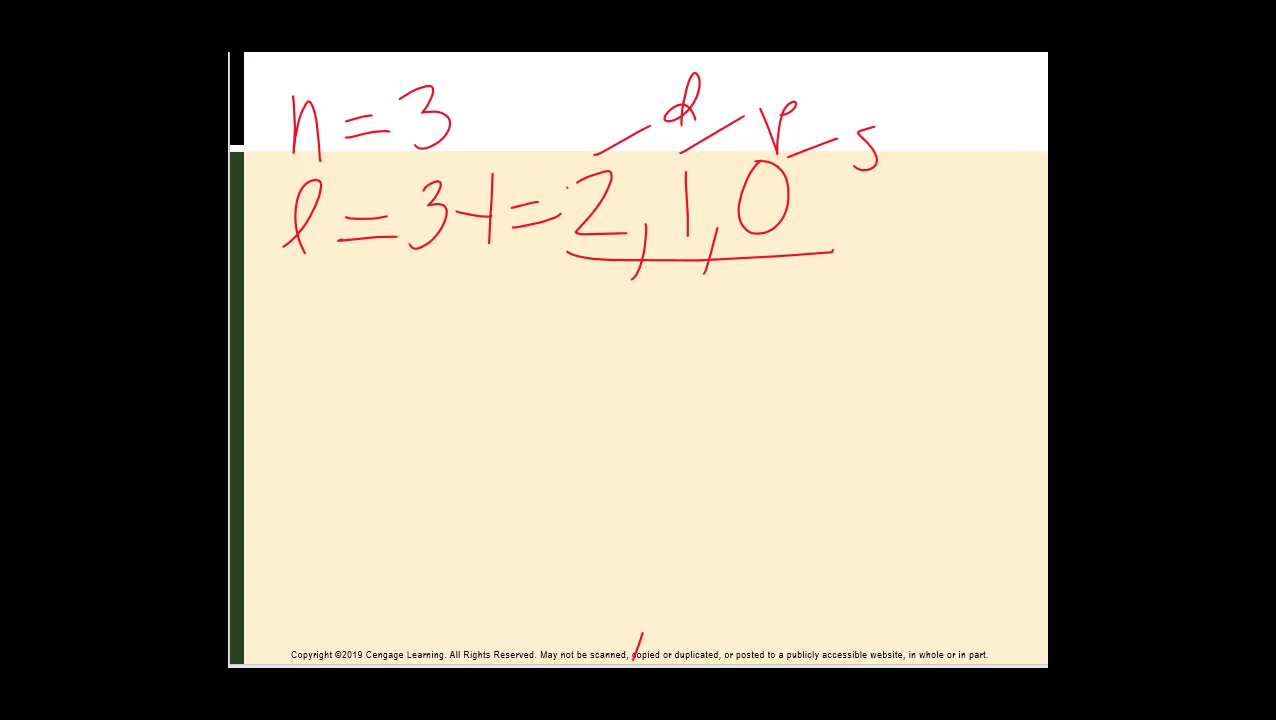 n = 3
d p s
l = 3-1 = 2, 1, 0
Copyright ©2019 Cengage Learning. All Rights Reserved. May not be scanned, copied or duplicated, or posted to a publicly accessible website, in whole or in part.